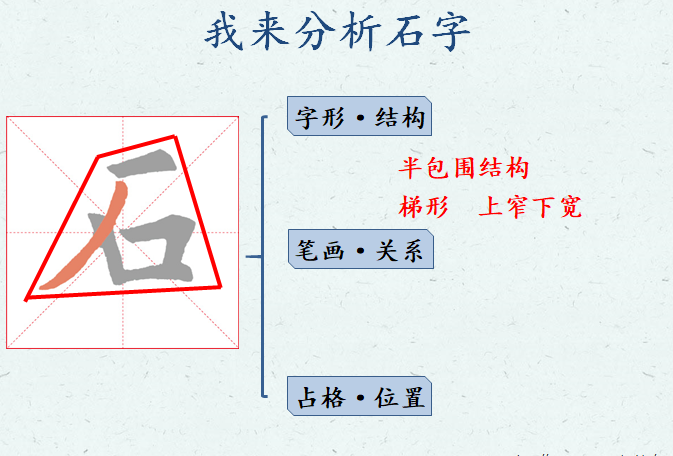 我来分析石字
字形·结构
半包围结构
梯形 上窄下宽
笔画·关系
占格·位置
石